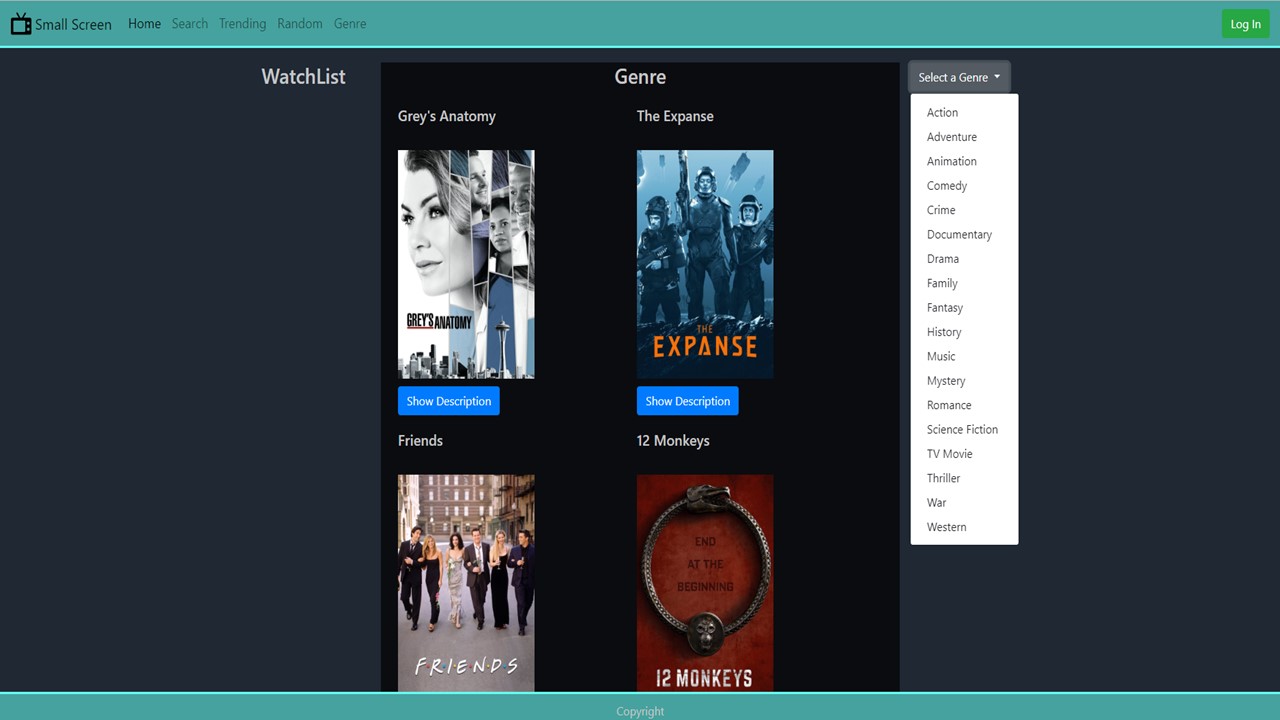 Small Screen Home Search Trending Random Genre Log In
WatchList
Genre
Select a Genre
Grey's Anatomy
The Expanse
GREY'S ANATOMY
THE
EXPANSE
Show Description
Show Description
Friends
12 Monkeys
FRIENDS
END
AT THE
BEGINNING
12 MONKEYS
Action
Adventure
Animation
Comedy
Crime
Documentary
Drama
Family
Fantasy
History
Music
Mystery
Romance
Science Fiction
TV Movie
Thriller
War
Western
Copyright